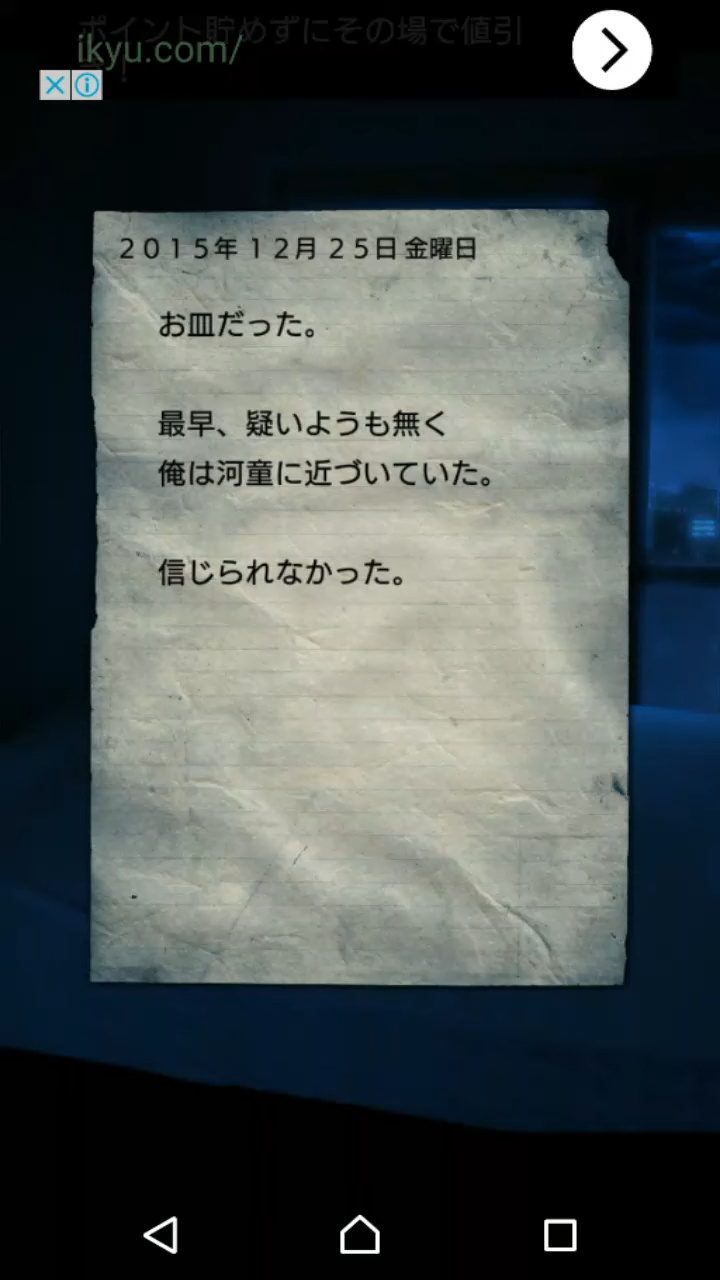 ポイント貯めずにその場で値引
ikyu.com/
２０１５年 １２月 ２５日 金曜日
お皿だった。
最早、疑いようも無く
俺は河童に近づいていた。
信じられなかった。